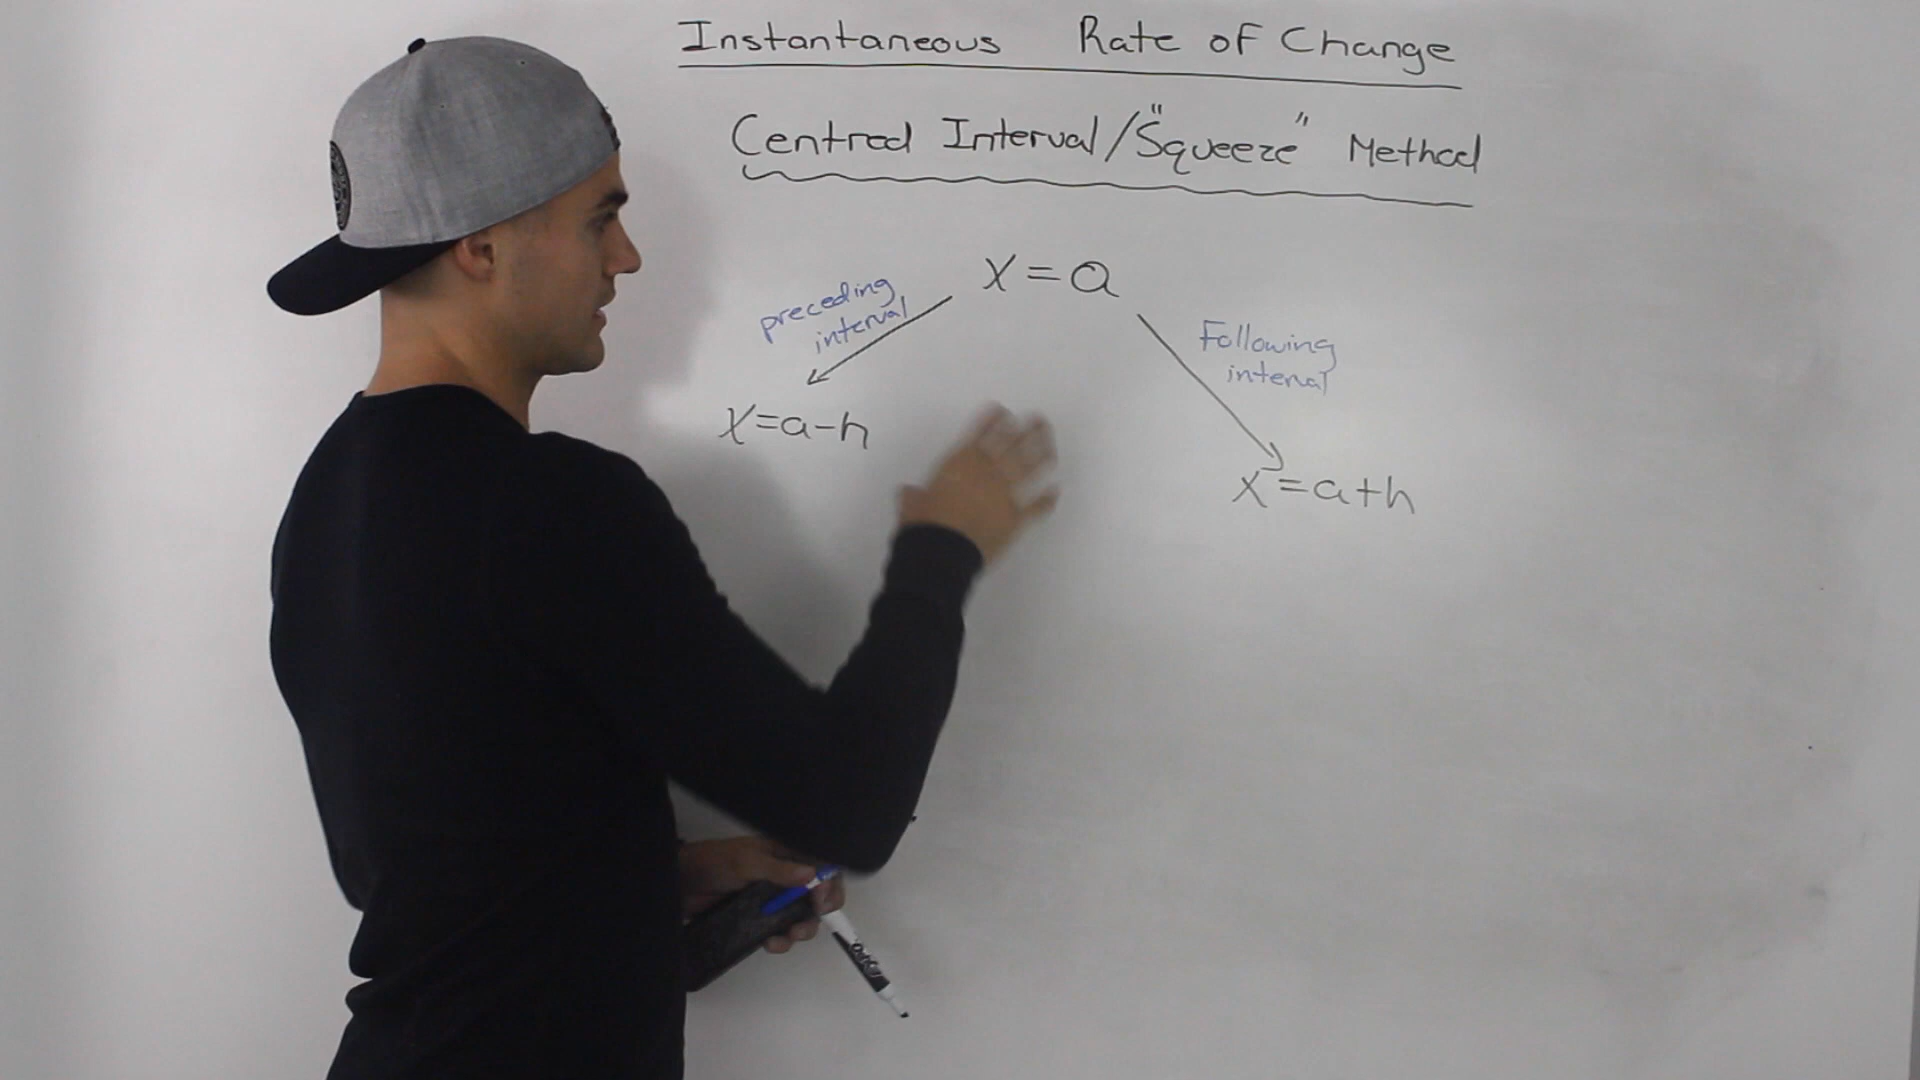 Instantaneous Rate of Change
Centred Interval/"Squeeze" Method
x = a
preceding
interval
Following
interval
x=a-h
x=a+h